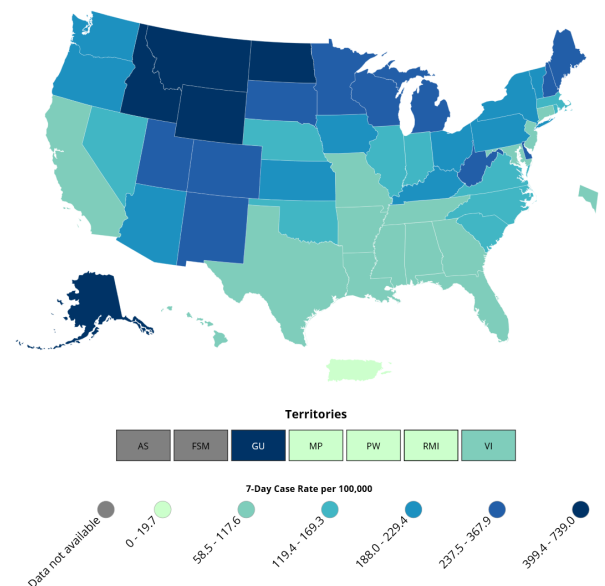 Territories
AS FSM GU MP PW RMI VI
7-Day Case Rate per 100,000
Data not available
0 - 19.7
58.5 - 117.6
119.4 - 169.3
188.0 - 229.4
237.5 - 367.9
399.4 - 739.0